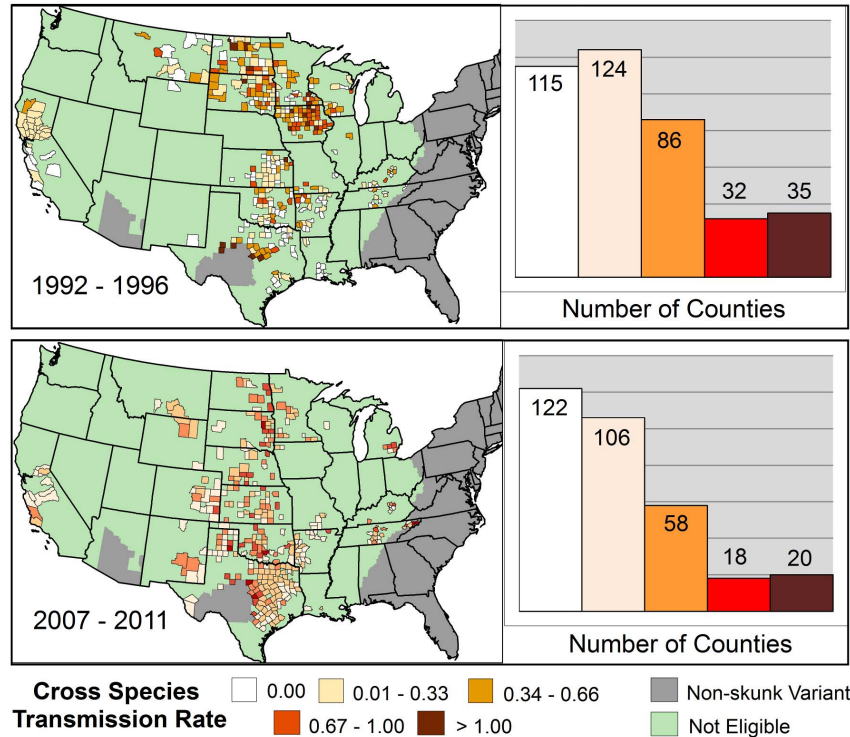 115
124
86
32
35
1992 - 1996
Number of Counties
122
106
58
18
20
2007 - 2011
Number of Counties
Cross Species
Transmission Rate
0.00
0.01 - 0.33
0.34 - 0.66
Non-skunk Variant
0.67 - 1.00
> 1.00
Not Eligible